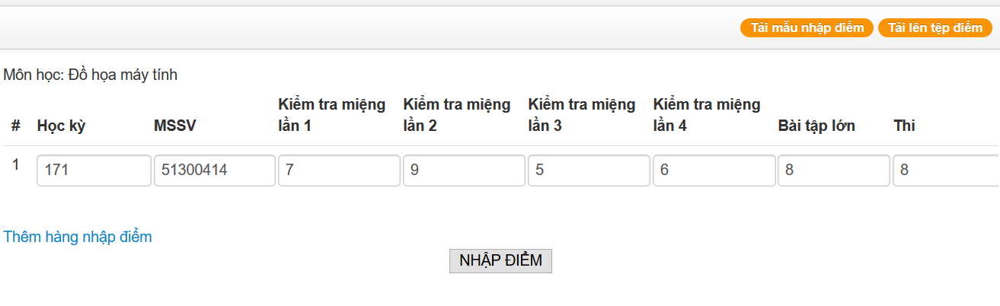 Tải mẫu nhập điểm Tải lên tệp điểm
Môn học: Đồ họa máy tính
# Học kỳ MSSV Kiểm tra miệng lần 1 Kiểm tra miệng lần 2 Kiểm tra miệng lần 3 Kiểm tra miệng lần 4 Bài tập lớn Thi
1 171 51300414 7 9 5 6 8 8
Thêm hàng nhập điểm
NHẬP ĐIỂM